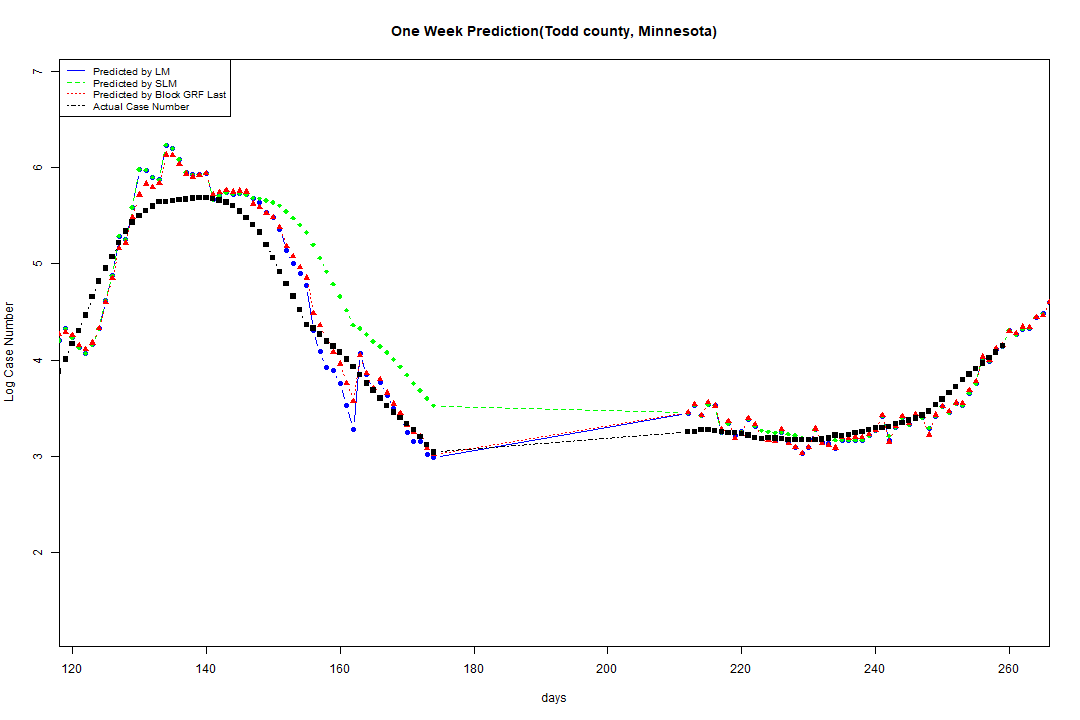 One Week Prediction(Todd county, Minnesota)
Predicted by LM
Predicted by SLM
Predicted by Block GRF Last
Actual Case Number
Log Case Number
7
6
5
4
3
2
120 140 160 180 200 220 240 260
days